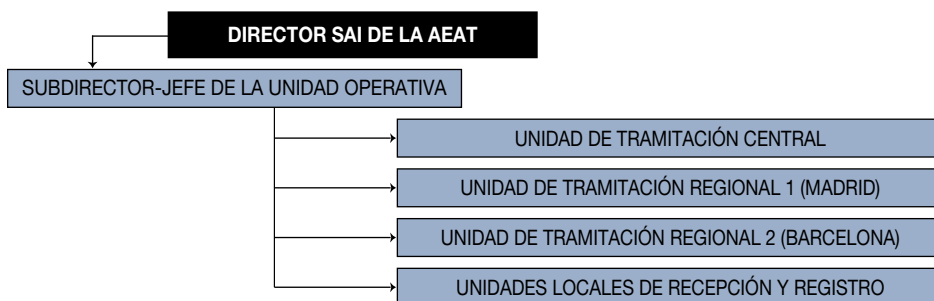 DIRECTOR SAI DE LA AEAT
SUBDIRECTOR-JEFE DE LA UNIDAD OPERATIVA
UNIDAD DE TRAMITACIÓN CENTRAL
UNIDAD DE TRAMITACIÓN REGIONAL 1 (MADRID)
UNIDAD DE TRAMITACIÓN REGIONAL 2 (BARCELONA)
UNIDADES LOCALES DE RECEPCIÓN Y REGISTRO